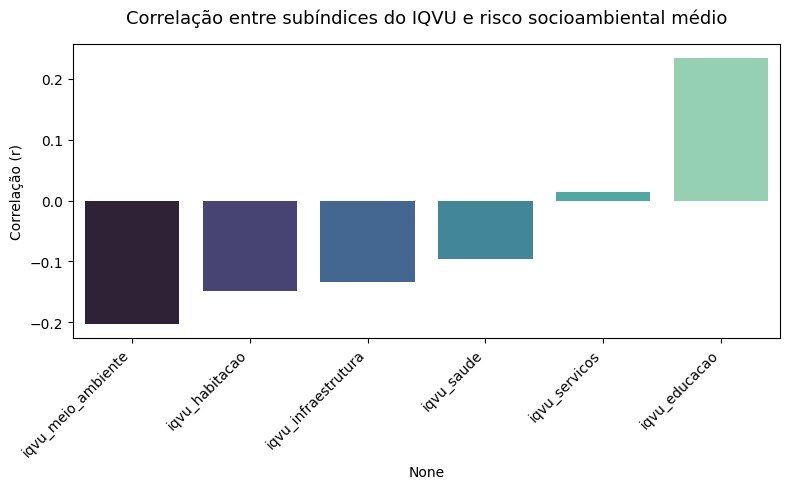 Correlação entre subíndices do IQVU e risco socioambiental médio
Correlação (r)
0.2
0.1
0.0
−0.1
−0.2
iqvu_meio_ambiente
iqvu_habitacao
iqvu_infraestrutura
iqvu_saude
iqvu_servicos
iqvu_educacao
None